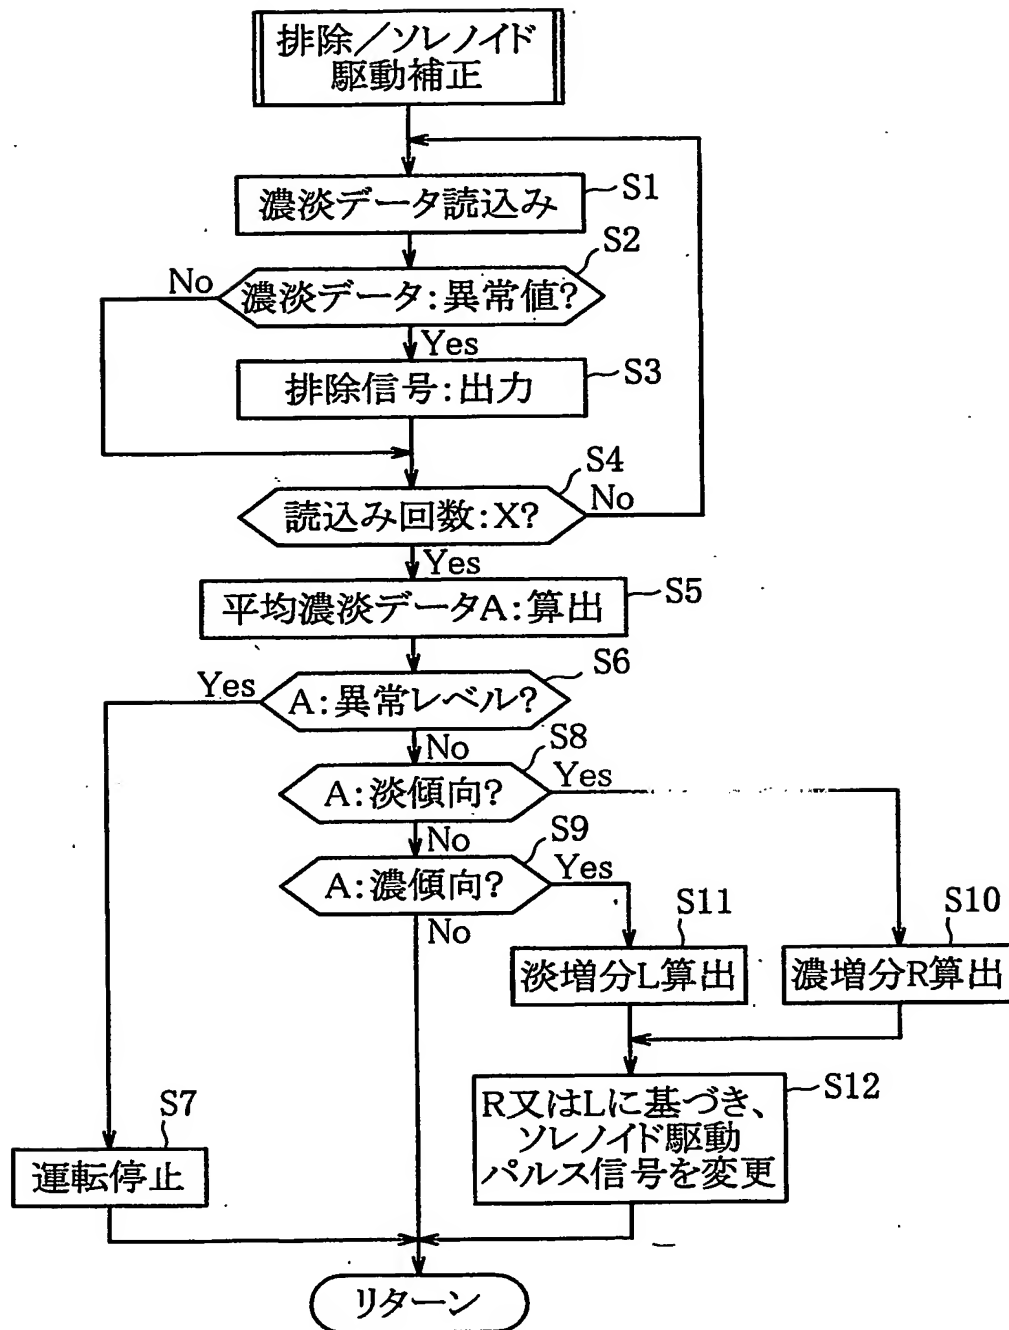 排除／ソレノイド
駆動補正
濃淡データ読込み
S1
濃淡データ:異常値?
S2
No
Yes
排除信号:出力
S3
読込み回数:X?
S4
No
Yes
平均濃淡データA:算出
S5
A:異常レベル?
S6
Yes
No
A:淡傾向?
S8
Yes
No
A:濃傾向?
S9
Yes
No
淡増分L算出
S11
濃増分R算出
S10
R又はLに基づき、
ソレノイド駆動
パルス信号を変更
S12
運転停止
S7
リターン